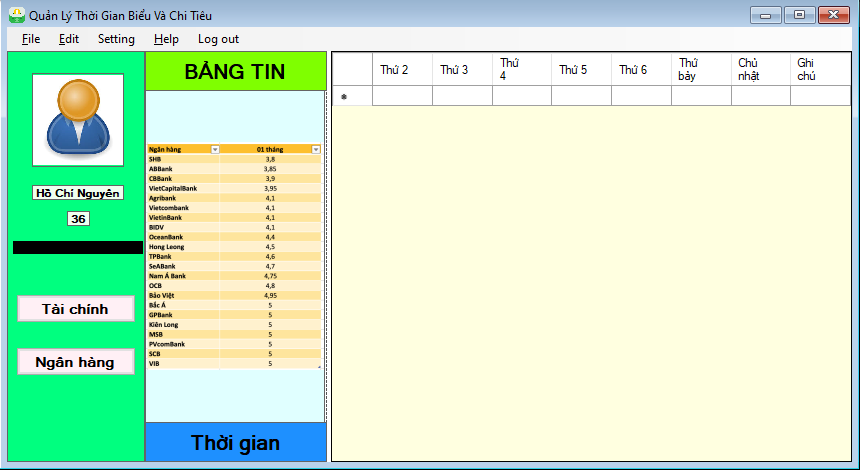 Quản Lý Thời Gian Biểu Và Chi Tiêu
File Edit Setting Help Log out
Hồ Chí Nguyên
36
Tài chính
Ngân hàng
BẢNG TIN
Ngân hàng 01 tháng
SHB 3,8
ABBank 3,85
CBBank 3,9
VietCapitalBank 3,95
Agribank 4,1
Vietcombank 4,1
VietinBank 4,1
BIDV 4,1
OceanBank 4,4
Hong Leong 4,5
TPBank 4,6
SeABank 4,7
Nam Á Bank 4,75
OCB 4,8
Bảo Việt 4,95
Bắc Á 5
GPBank 5
Kiên Long 5
MSB 5
PVcomBank 5
SCB 5
VIB 5
Thời gian
Thứ 2 Thứ 3 Thứ 4 Thứ 5 Thứ 6 Thứ bảy Chủ nhật Ghi chú